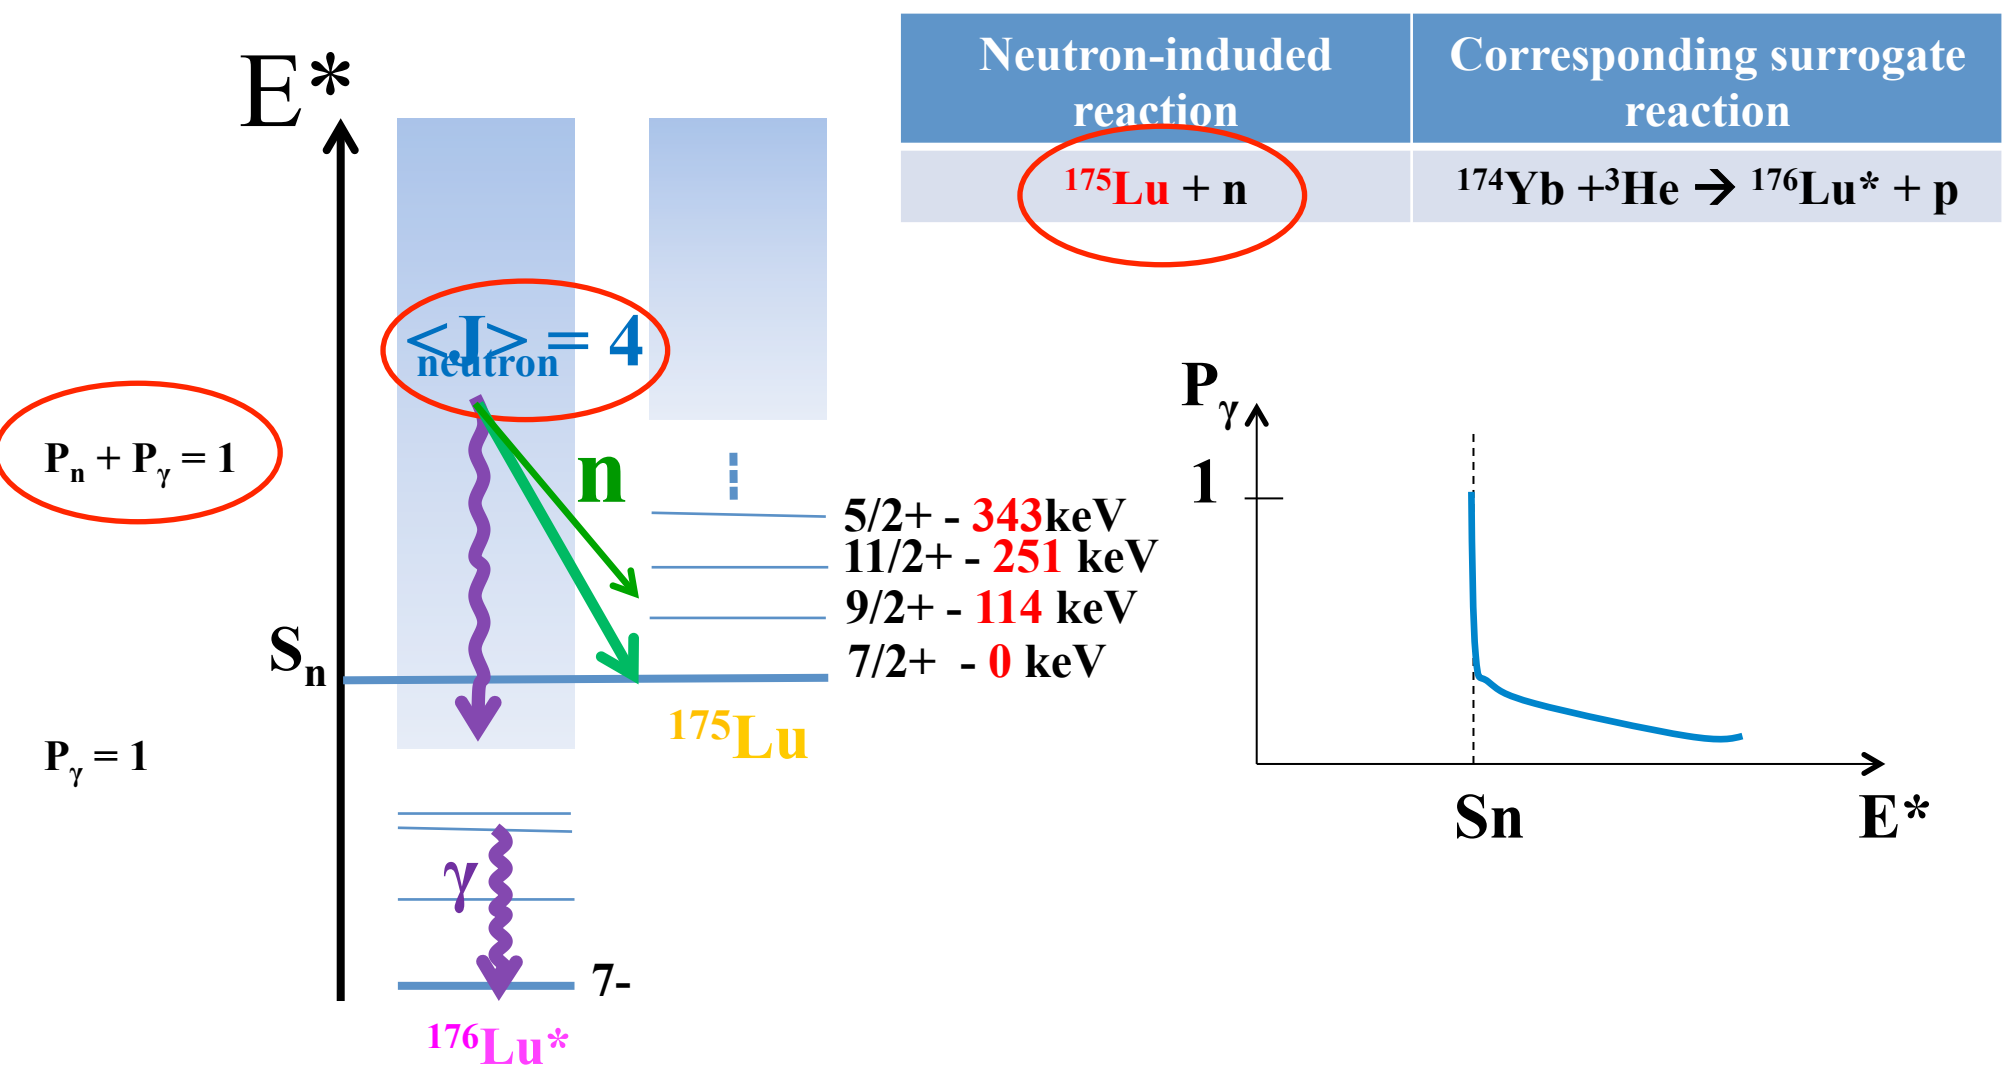 E*
Neutron-induded
reaction
Corresponding surrogate
reaction
¹⁷⁵Lu + n
¹⁷⁴Yb +³He → ¹⁷⁶Lu* + p
<J> = 4
neutron
Pₙ + Pᵧ = 1
n
5/2+ - 343keV
11/2+ - 251 keV
9/2+ - 114 keV
7/2+ - 0 keV
Sₙ
¹⁷⁵Lu
Pᵧ = 1
γ
7-
¹⁷⁶Lu*
Pᵧ
1
Sn
E*